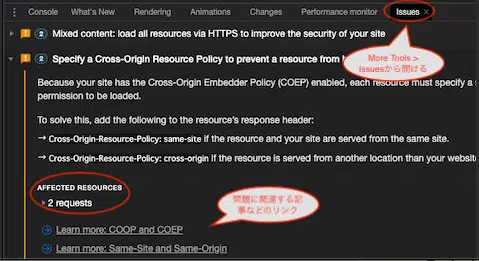 Console What's New Rendering Animations Changes Performance monitor Issues ×
2 Mixed content: load all resources via HTTPS to improve the security of your site
2 Specify a Cross-Origin Resource Policy to prevent a resource from
More Tools >
Issuesから開ける
Because your site has the Cross-Origin Embedder Policy (COEP) enabled, each resource must specify a
permission to be loaded.
To solve this, add the following to the resource's response header:
→ Cross-Origin-Resource-Policy: same-site if the resource and your site are served from the same site.
→ Cross-Origin-Resource-Policy: cross-origin if the resource is served from another location than your website
AFFECTED RESOURCES
2 requests
問題に関連する記
事などのリンク
Learn more: COOP and COEP
Learn more: Same-Site and Same-Origin